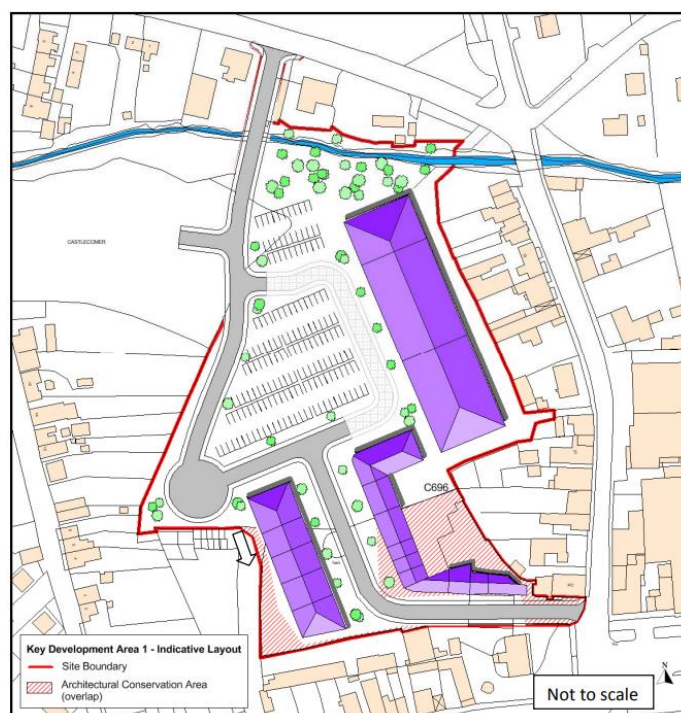 CASTLECOMER
C696
Key Development Area 1 - Indicative Layout
Site Boundary
Architectural Conservation Area
(overlap)
N
Not to scale